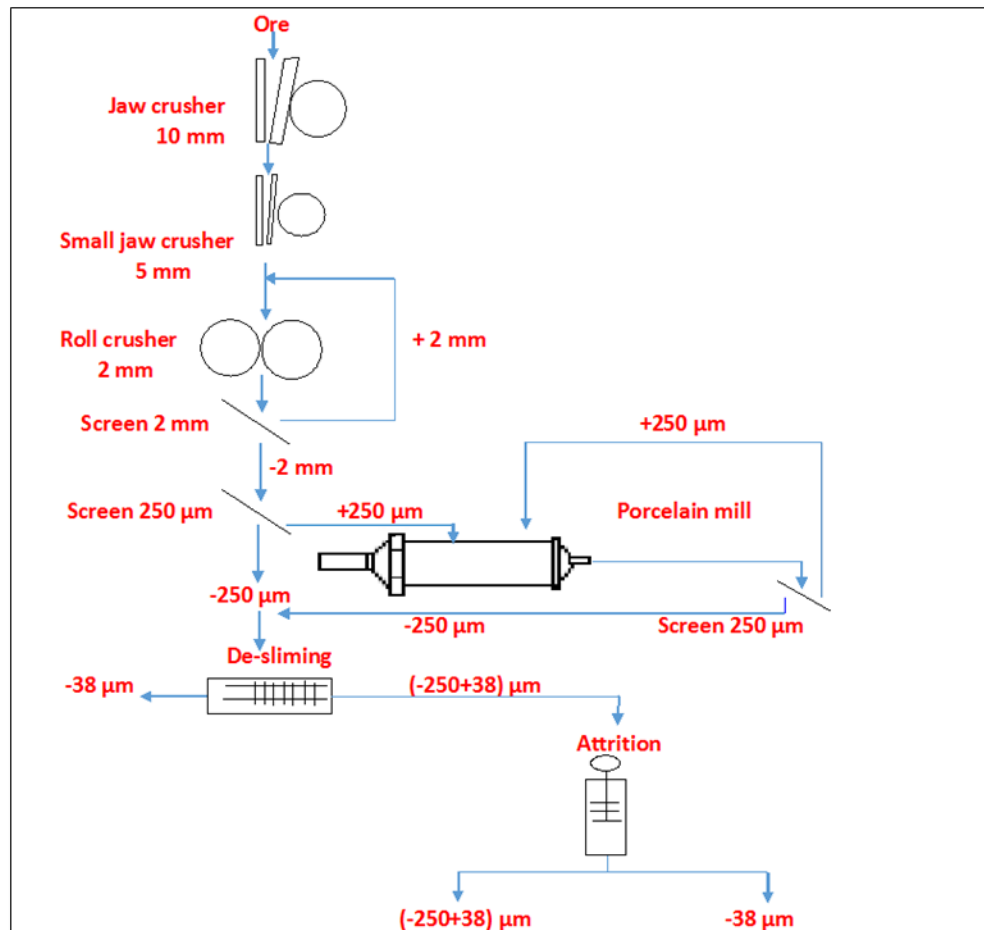 Ore
Jaw crusher
10 mm
Small jaw crusher
5 mm
Roll crusher
2 mm
+ 2 mm
Screen 2 mm
-2 mm
+250 µm
Screen 250 µm
+250 µm
Porcelain mill
-250 µm
-250 µm
Screen 250 µm
De-sliming
-38 µm
(-250+38) µm
Attrition
(-250+38) µm
-38 µm